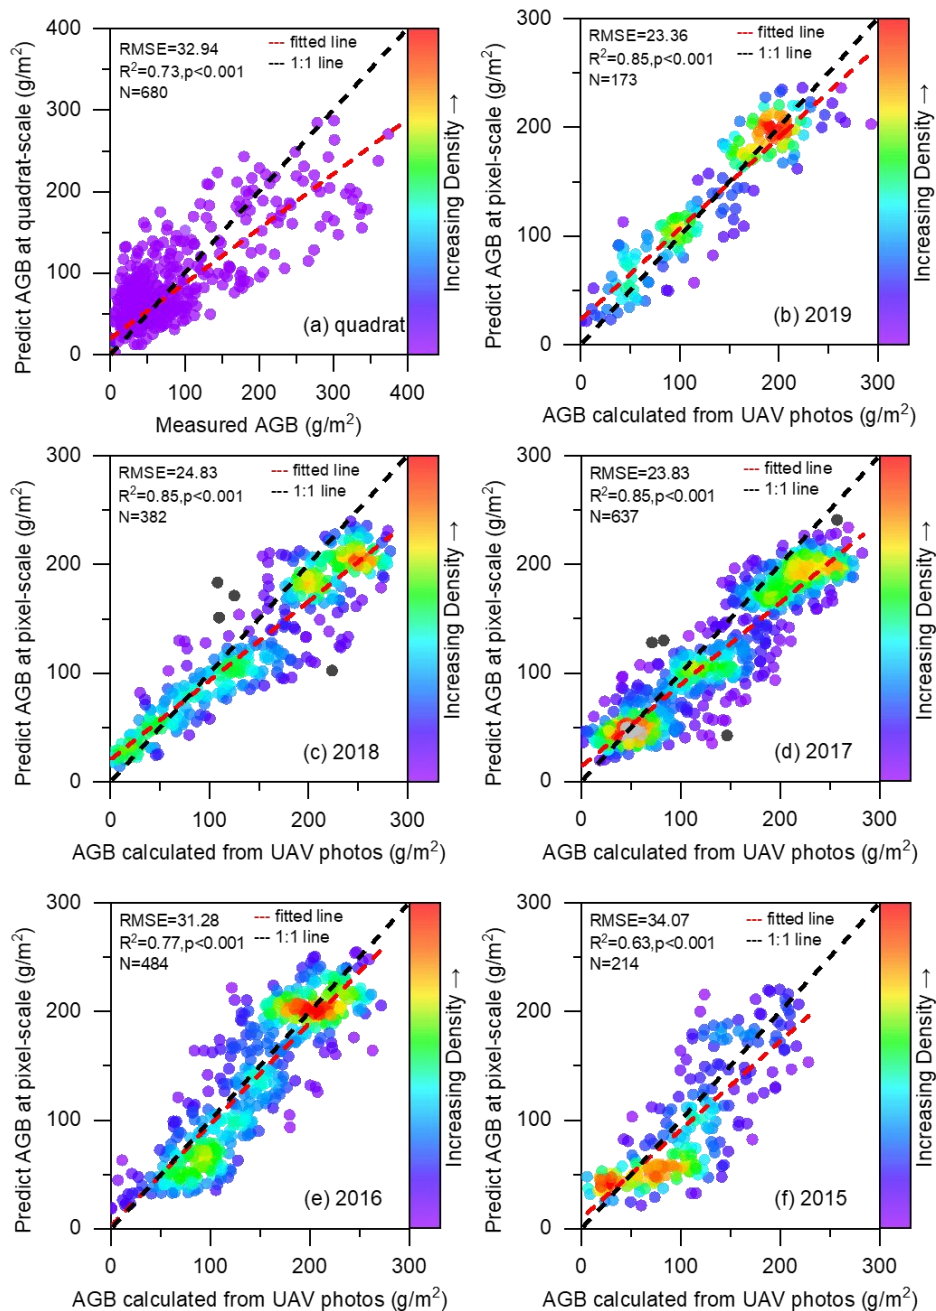 400
300
200
100
0
Predict AGB at quadrat-scale (g/m²)
RMSE=32.94
R²=0.73,p<0.001
N=680
fitted line
1:1 line
(a) quadrat
Increasing Density →
0 100 200 300 400
Measured AGB (g/m²)
300
200
100
0
Predict AGB at pixel-scale (g/m²)
RMSE=23.36
R²=0.85,p<0.001
N=173
fitted line
1:1 line
(b) 2019
Increasing Density →
0 100 200 300
AGB calculated from UAV photos (g/m²)
300
200
100
0
Predict AGB at pixel-scale (g/m²)
RMSE=24.83
R²=0.85,p<0.001
N=382
fitted line
1:1 line
(c) 2018
Increasing Density →
0 100 200 300
AGB calculated from UAV photos (g/m²)
300
200
100
0
Predict AGB at pixel-scale (g/m²)
RMSE=23.83
R²=0.85,p<0.001
N=637
fitted line
1:1 line
(d) 2017
Increasing Density →
0 100 200 300
AGB calculated from UAV photos (g/m²)
300
200
100
0
Predict AGB at pixel-scale (g/m²)
RMSE=31.28
R²=0.77,p<0.001
N=484
fitted line
1:1 line
(e) 2016
Increasing Density →
0 100 200 300
AGB calculated from UAV photos (g/m²)
300
200
100
0
Predict AGB at pixel-scale (g/m²)
RMSE=34.07
R²=0.63,p<0.001
N=214
fitted line
1:1 line
(f) 2015
Increasing Density →
0 100 200 300
AGB calculated from UAV photos (g/m²)